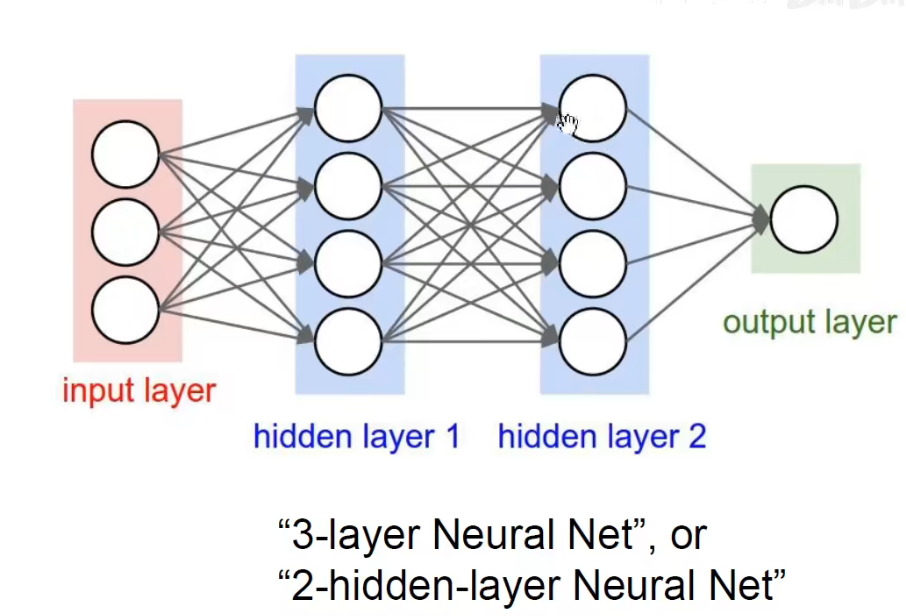 input layer
hidden layer 1
hidden layer 2
output layer
“3-layer Neural Net”, or
“2-hidden-layer Neural Net”